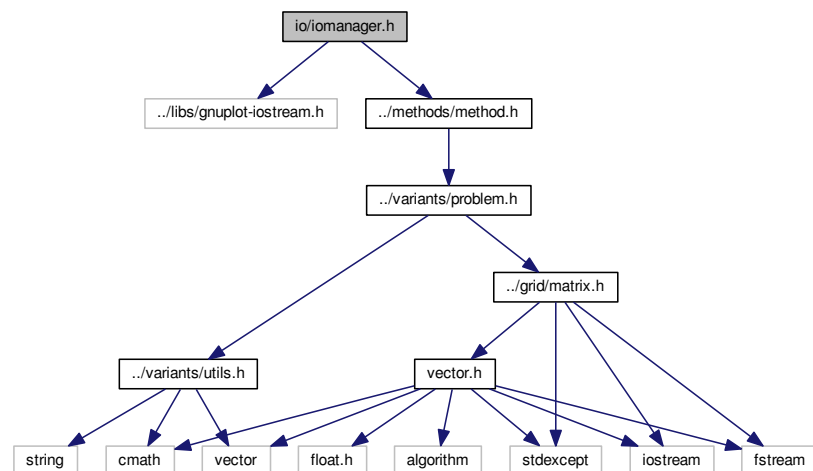 io/iomanager.h
../libs/gnuplot-iostream.h
../methods/method.h
../variants/problem.h
../grid/matrix.h
../variants/utils.h
vector.h
string
cmath
vector
float.h
algorithm
stdexcept
iostream
fstream